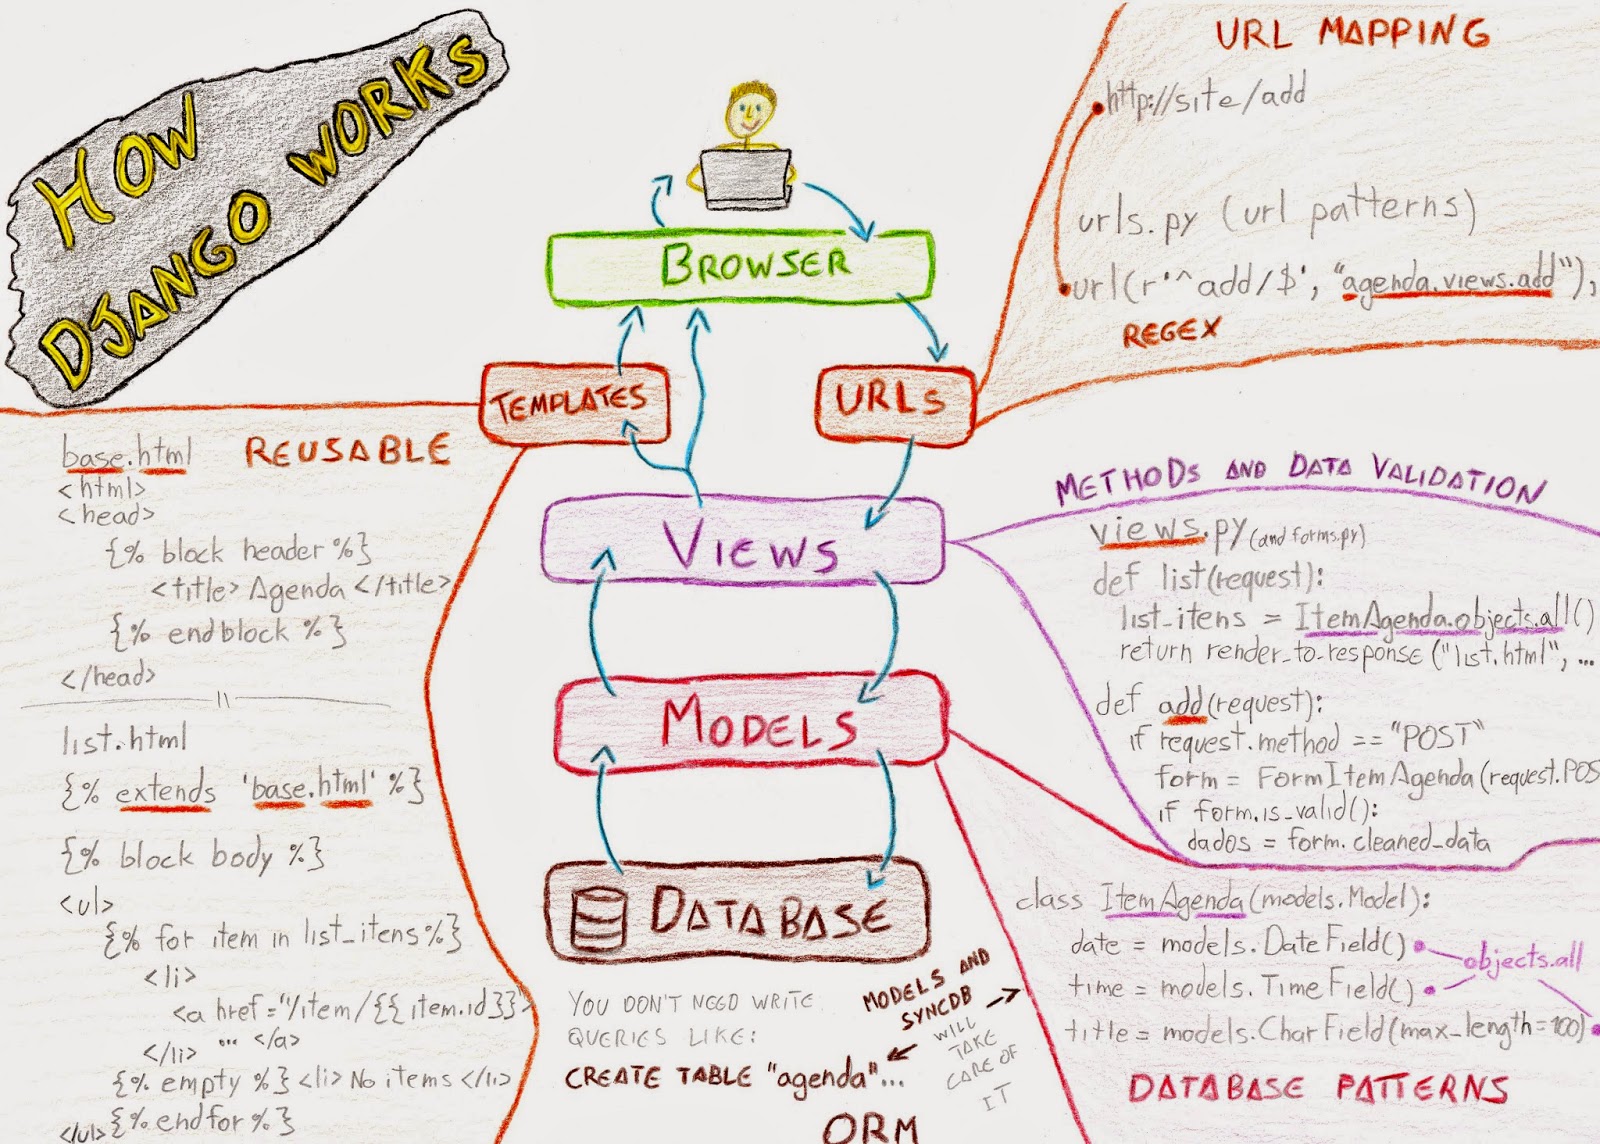 HOW
DJANGO WORKS
BROWSER
TEMPLATES
URLs
VIEWS
MODELS
DATABASE
URL MAPPING
http://site/add
urls.py (url patterns)
url(r'^add/$', "agenda.views.add"),
REGEX
REUSABLE
base.html
<html>
<head>
{% block header %}
<title> Agenda </title>
{% endblock %}
</head>
list.html
{% extends 'base.html' %}
{% block body %}
<ul>
{% for item in list_itens %}
<li>
<a href="/item/{{item.id}}">
... </a>
</li>
{% empty %} <li> No items </li>
{% endfor %}
</ul>
METHODS AND DATA VALIDATION
views.py (and forms.py)
def list(request):
list_itens = ItemAgenda.objects.all()
return render_to_response ("list.html", ...
def add(request):
if request.method == "POST"
form = FormItemAgenda(request.POS
if form.is_valid():
dados = form.cleaned_data
class ItemAgenda(models.Model):
date = models.DateField()
time = models.TimeField()
title = models.CharField(max_length=100)
objects.all
DATABASE PATTERNS
YOU DON'T NEED WRITE
QUERIES LIKE:
CREATE TABLE "agenda"...
MODELS AND
SYNCDB
WILL
TAKE
CARE OF
IT
ORM